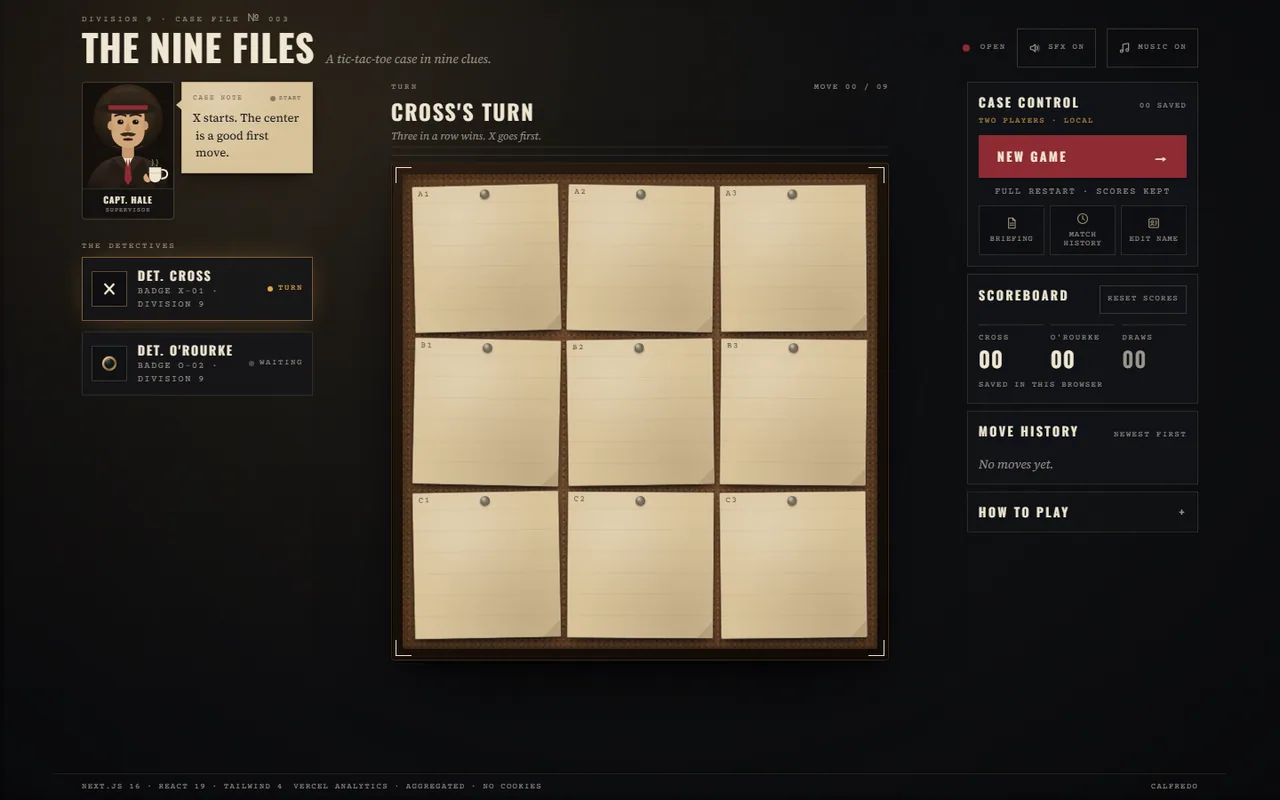 DIVISION 9 · CASE FILE № 003
THE NINE FILES
A tic-tac-toe case in nine clues.
OPEN
SFX ON
MUSIC ON
CASE NOTE
START
X starts. The center
is a good first
move.
CAPT. HALE
SUPERVISOR
THE DETECTIVES
DET. CROSS
BADGE X-01 ·
DIVISION 9
TURN
DET. O'ROURKE
BADGE O-02 ·
DIVISION 9
WAITING
TURN
MOVE 00 / 09
CROSS'S TURN
Three in a row wins. X goes first.
A1
A2
A3
B1
B2
B3
C1
C2
C3
CASE CONTROL
00 SAVED
TWO PLAYERS · LOCAL
NEW GAME →
FULL RESTART · SCORES KEPT
BRIEFING
MATCH
HISTORY
EDIT NAME
SCOREBOARD
RESET SCORES
CROSS
O'ROURKE
DRAWS
00
00
00
SAVED IN THIS BROWSER
MOVE HISTORY
NEWEST FIRST
No moves yet.
HOW TO PLAY +
NEXT.JS 16 · REACT 19 · TAILWIND 4 VERCEL ANALYTICS · AGGREGATED · NO COOKIES
CALFREDO